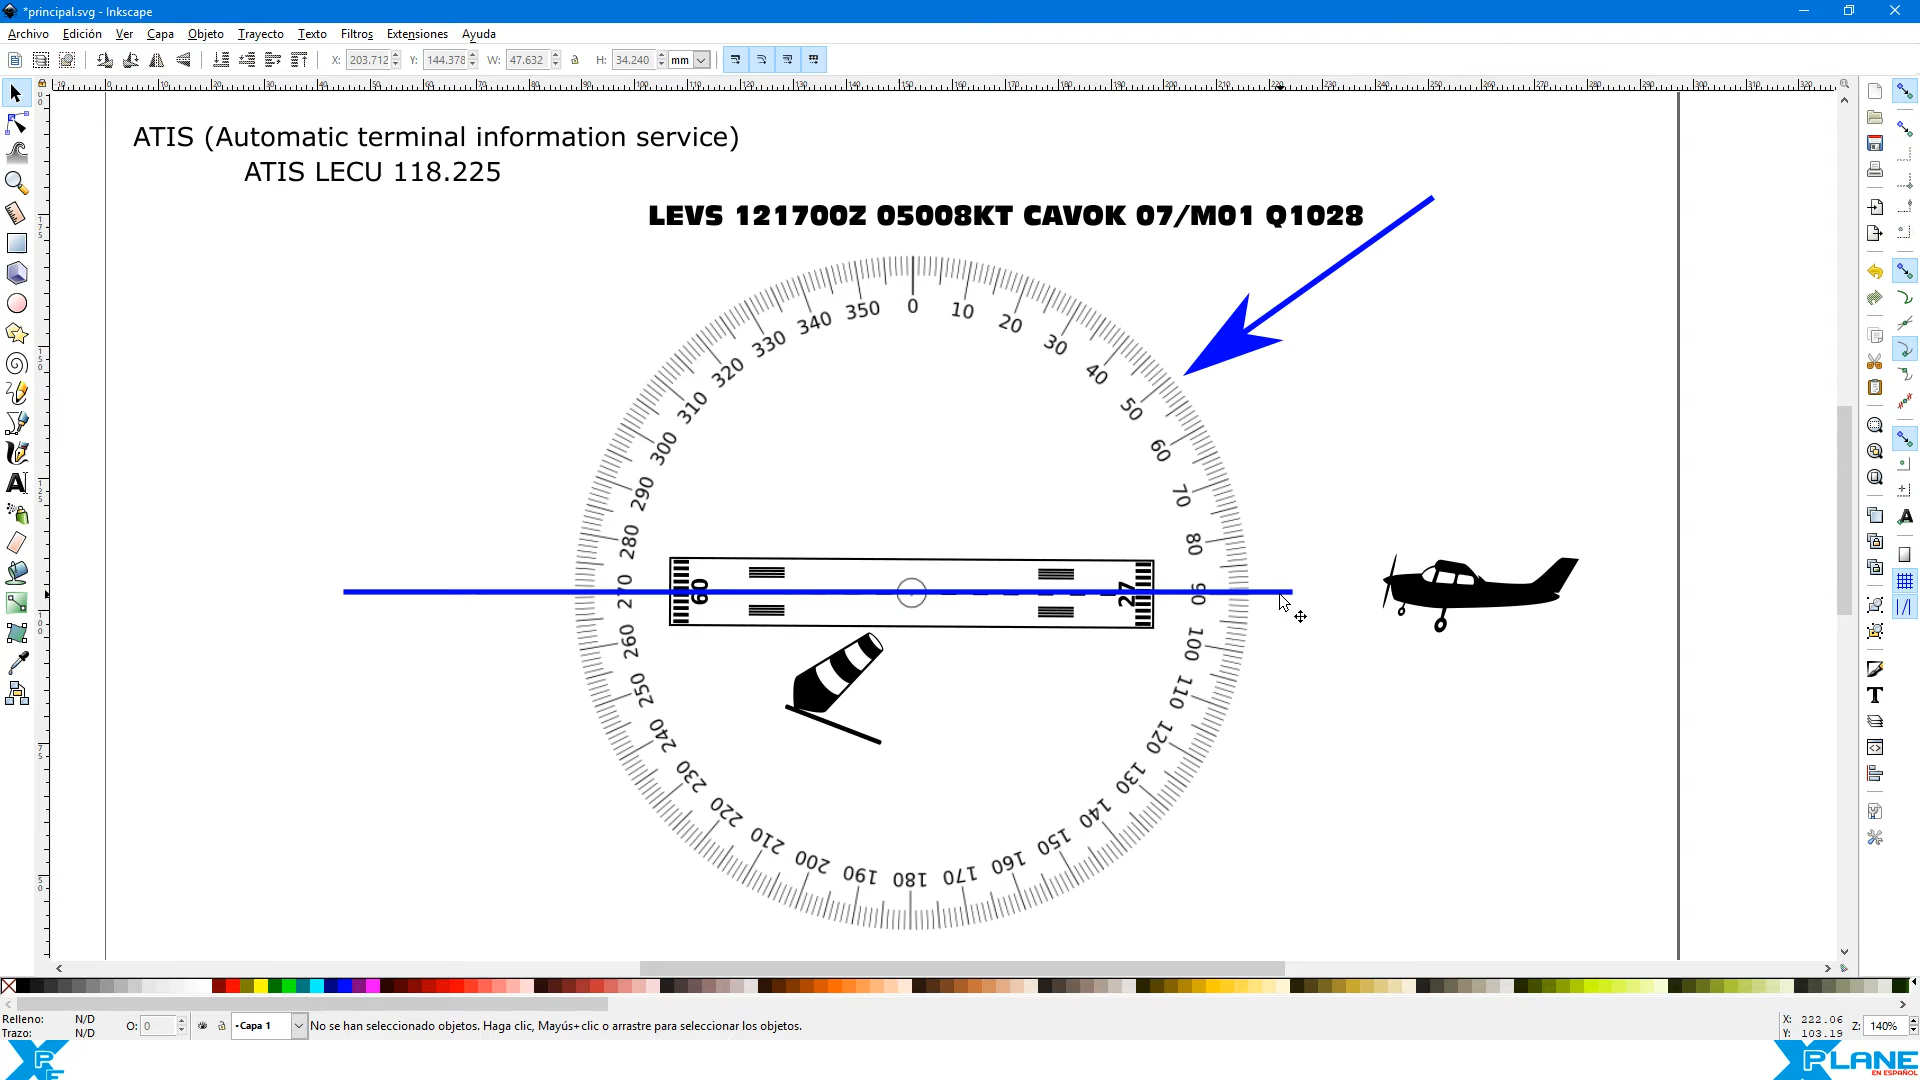 *principal.svg - Inkscape
Archivo Edición Ver Capa Objeto Trayecto Texto Filtros Extensiones Ayuda
X: 203.712 Y: 144.378 W: 47.632 H: 34.240 mm
ATIS (Automatic terminal information service)
ATIS LECU 118.225
LEVS 121700Z 05008KT CAVOK 07/M01 Q1028
0 10 20 30 40 50 60 70 80 90 100 110 120 130 140 150 160 170 180 190 200 210 220 230 240 250 260 270 280 290 300 310 320 330 340 350
09 27
Relleno: N/D
Trazo: N/D
O: 0
•Capa 1
No se han seleccionado objetos. Haga clic, Mayús+clic o arrastre para seleccionar los objetos.
X: 222.06
Y: 103.19
Z: 140%
XPE
X PLANE
EN ESPAÑOL